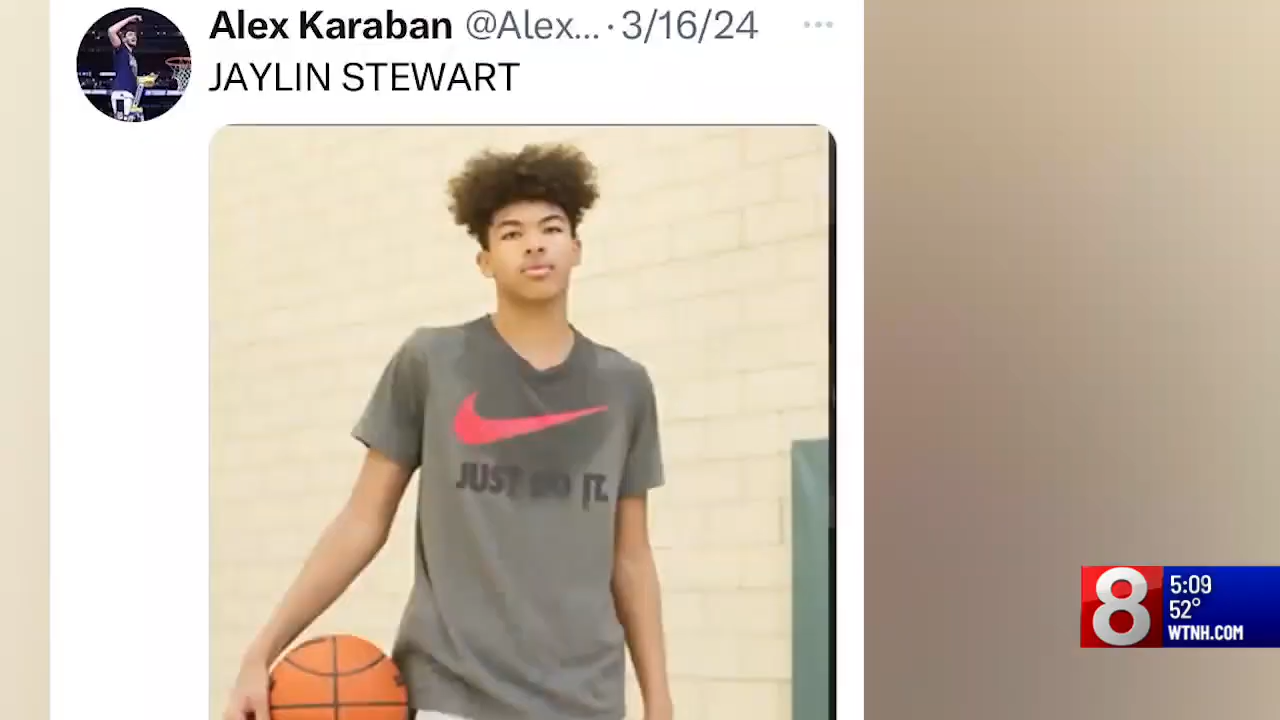 Alex Karaban @Alex... · 3/16/24
JAYLIN STEWART
JUST DO IT.
8
5:09
52°
WTNH.COM